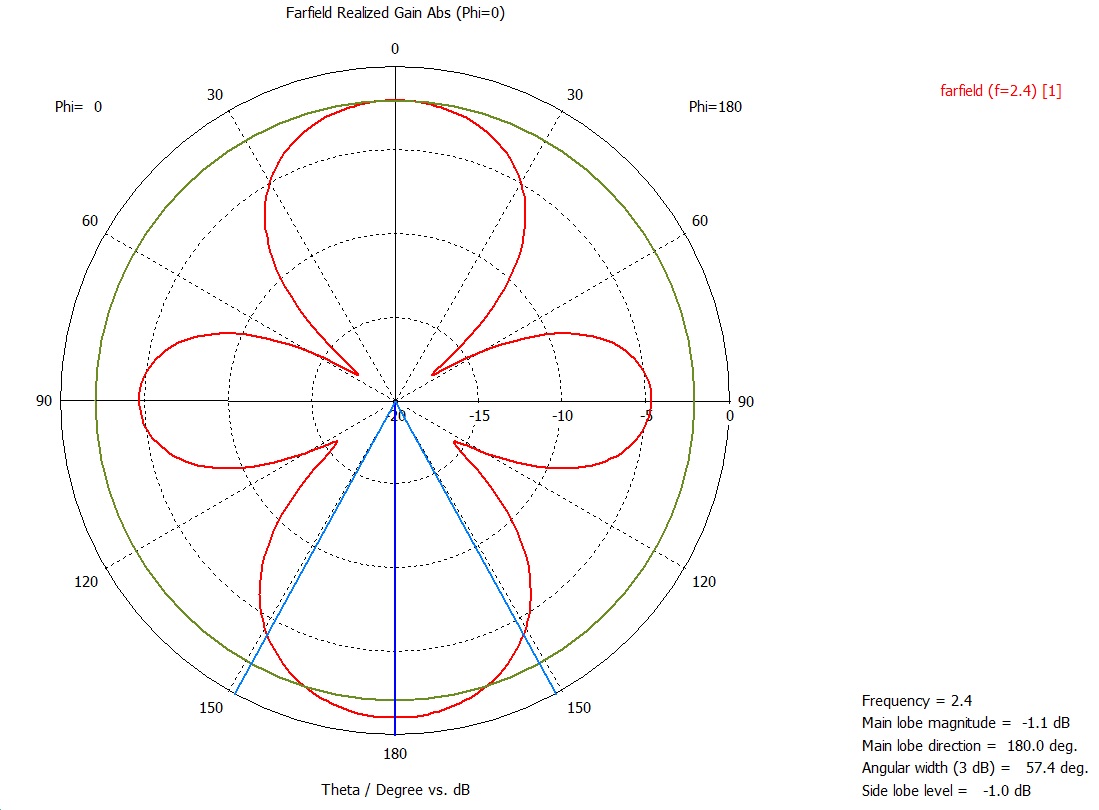 Farfield Realized Gain Abs (Phi=0)
0
30
30
Phi= 0
Phi=180
farfield (f=2.4) [1]
60
60
90
90
-20
-15
-10
-5
0
120
120
150
150
180
Theta / Degree vs. dB
Frequency = 2.4
Main lobe magnitude = -1.1 dB
Main lobe direction = 180.0 deg.
Angular width (3 dB) = 57.4 deg.
Side lobe level = -1.0 dB